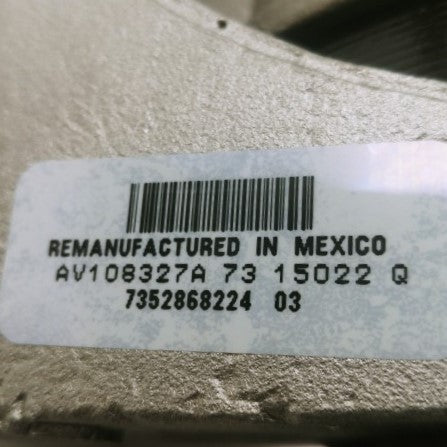 REMANUFACTURED IN MEXICO
AV108327A 73 15022 Q
7352868224 03